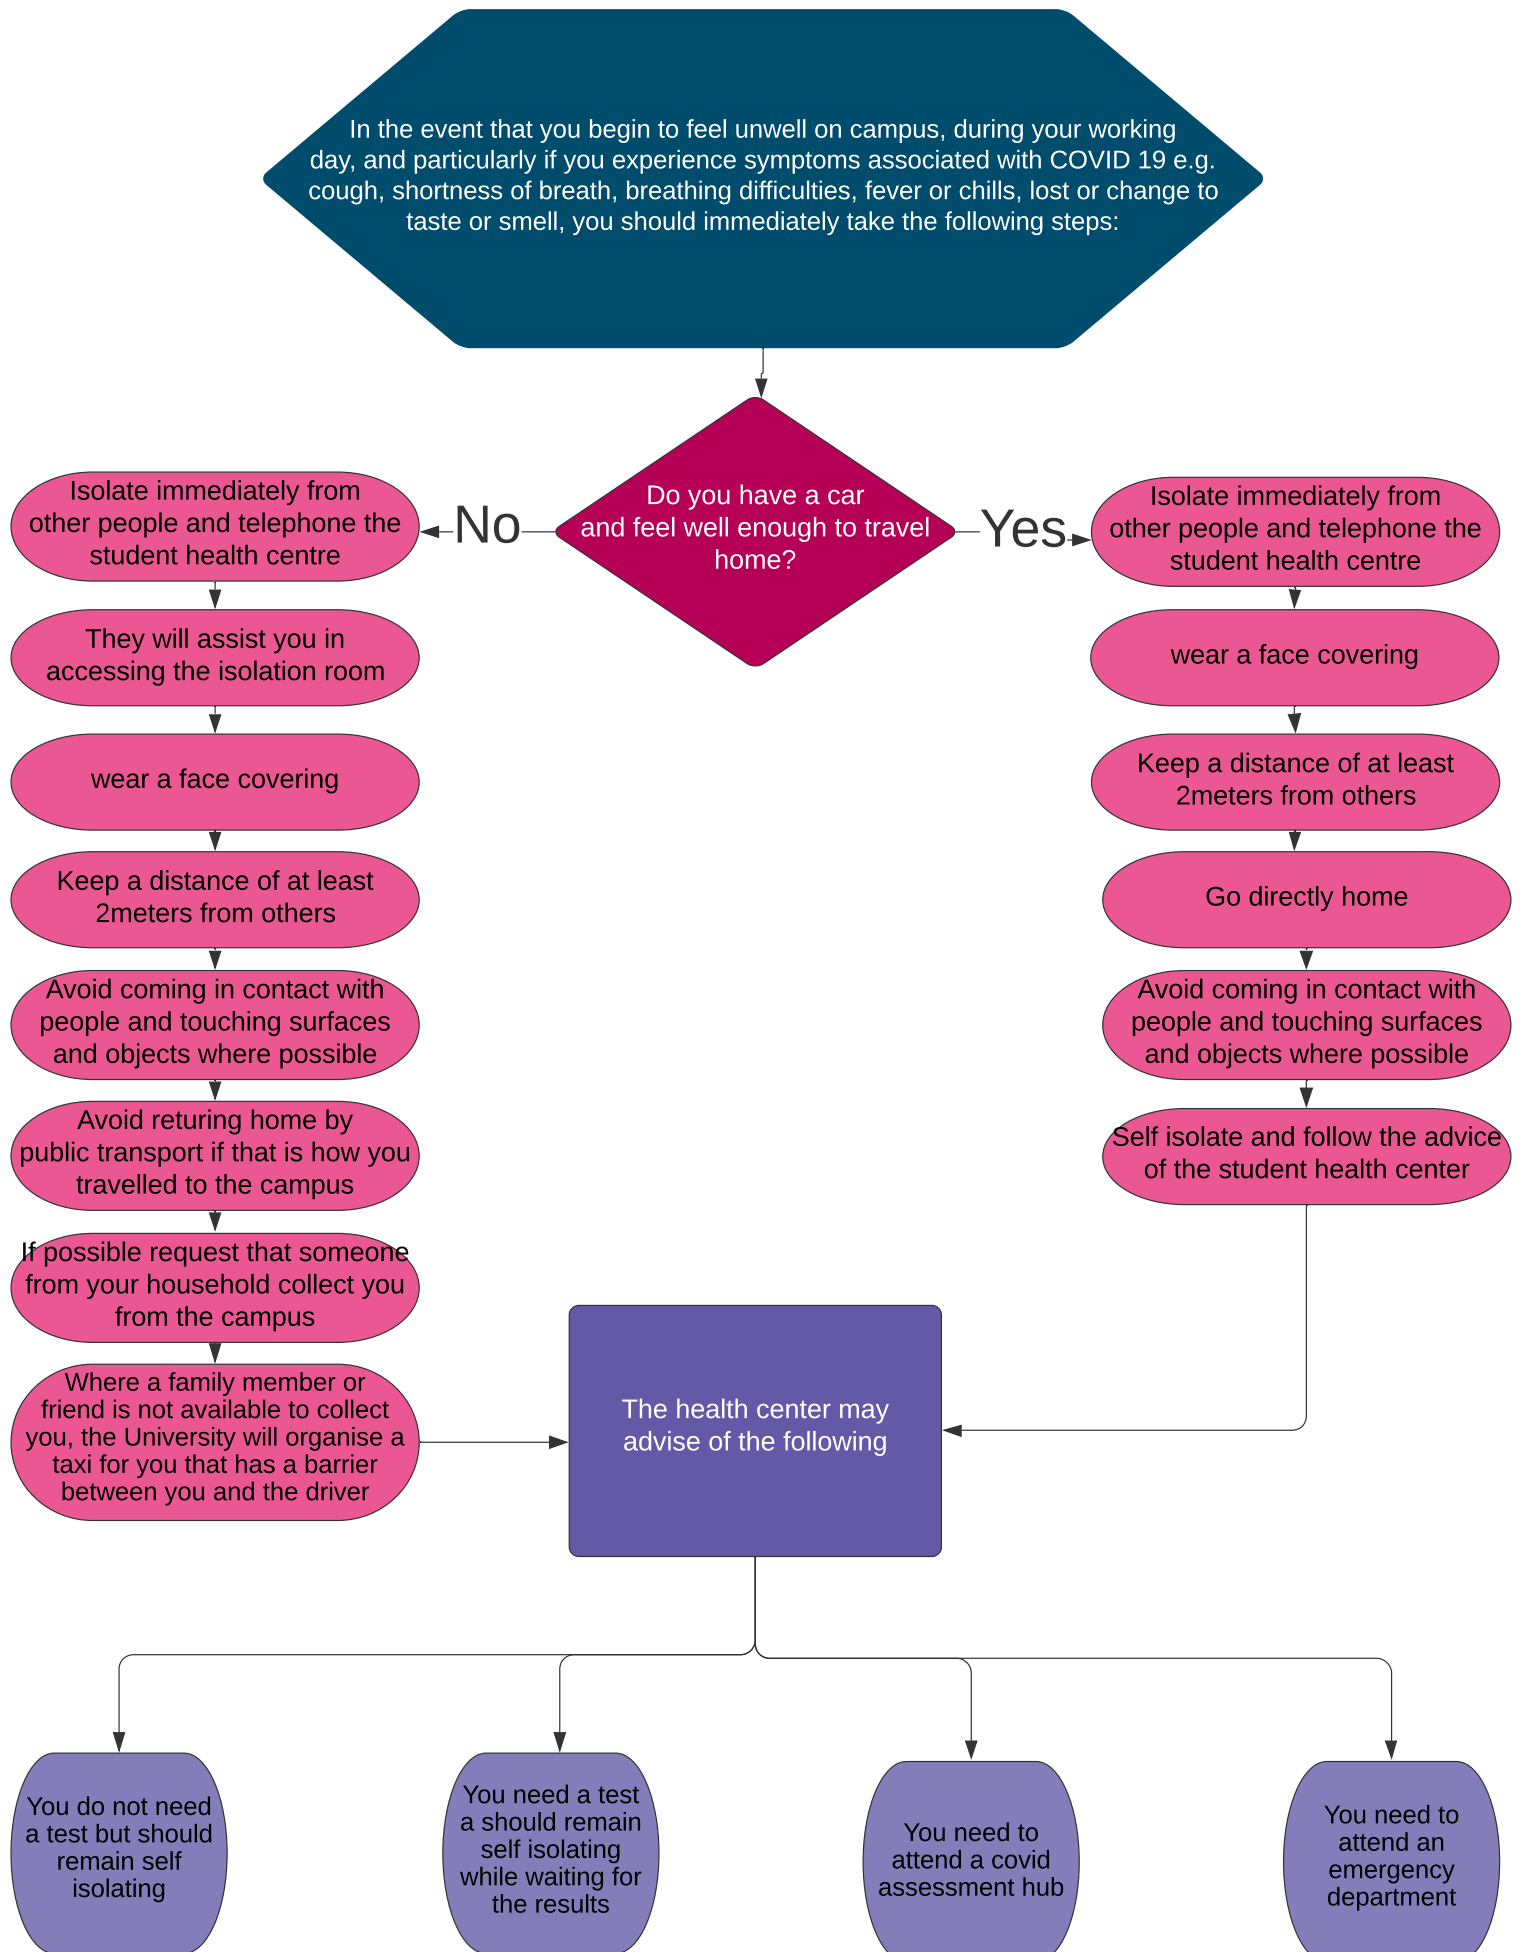 In the event that you begin to feel unwell on campus, during your working
day, and particularly if you experience symptoms associated with COVID 19 e.g.
cough, shortness of breath, breathing difficulties, fever or chills, lost or change to
taste or smell, you should immediately take the following steps:
Do you have a car
and feel well enough to travel
home?
No
Yes
Isolate immediately from
other people and telephone the
student health centre
They will assist you in
accessing the isolation room
wear a face covering
Keep a distance of at least
2meters from others
Avoid coming in contact with
people and touching surfaces
and objects where possible
Avoid returing home by
public transport if that is how you
travelled to the campus
If possible request that someone
from your household collect you
from the campus
Where a family member or
friend is not available to collect
you, the University will organise a
taxi for you that has a barrier
between you and the driver
Isolate immediately from
other people and telephone the
student health centre
wear a face covering
Keep a distance of at least
2meters from others
Go directly home
Avoid coming in contact with
people and touching surfaces
and objects where possible
Self isolate and follow the advice
of the student health center
The health center may
advise of the following
You do not need
a test but should
remain self
isolating
You need a test
a should remain
self isolating
while waiting for
the results
You need to
attend a covid
assessment hub
You need to
attend an
emergency
department